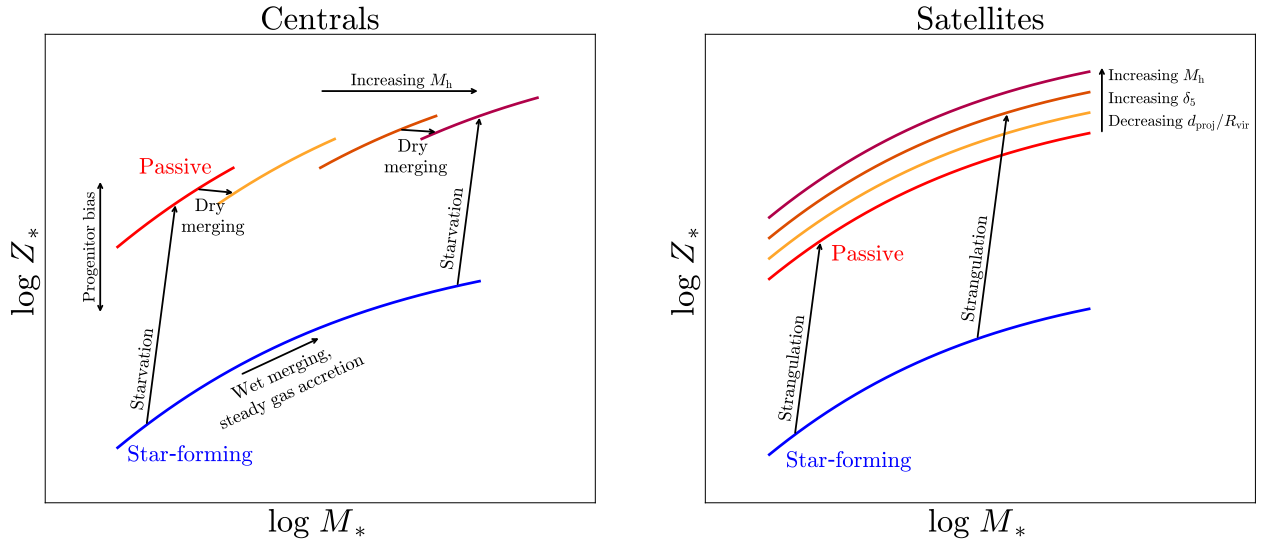 Centrals
Increasing M_h
Passive
Dry
merging
Dry
merging
Progenitor bias
Starvation
Starvation
Wet merging,
steady gas accretion
Star-forming
log Z_*
log M_*
Satellites
Increasing M_h
Increasing δ_5
Decreasing d_proj/R_vir
Passive
Strangulation
Strangulation
Star-forming
log Z_*
log M_*